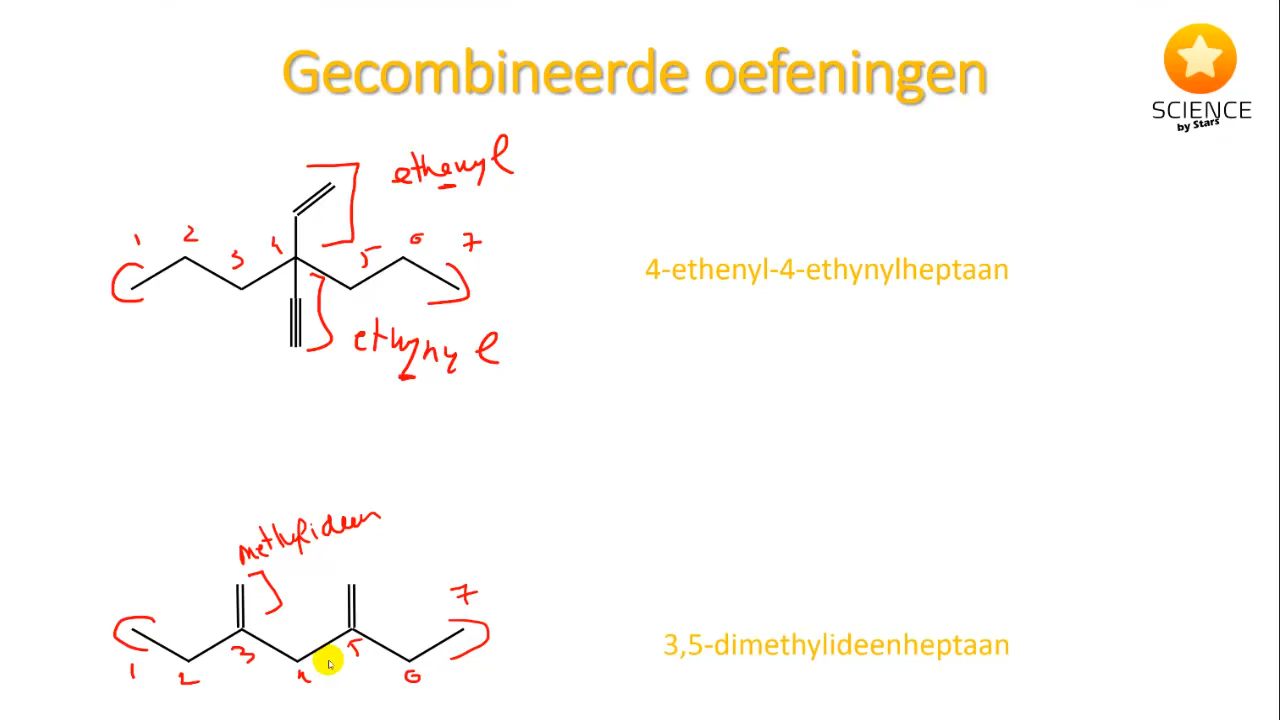 Gecombineerde oefeningen
SCIENCE
by Stars
ethenyl
1 2 3 4 5 6 7
4-ethenyl-4-ethynylheptaan
ethynyl
methylideen
7
3,5-dimethylideenheptaan
1 2 3 4 5 6